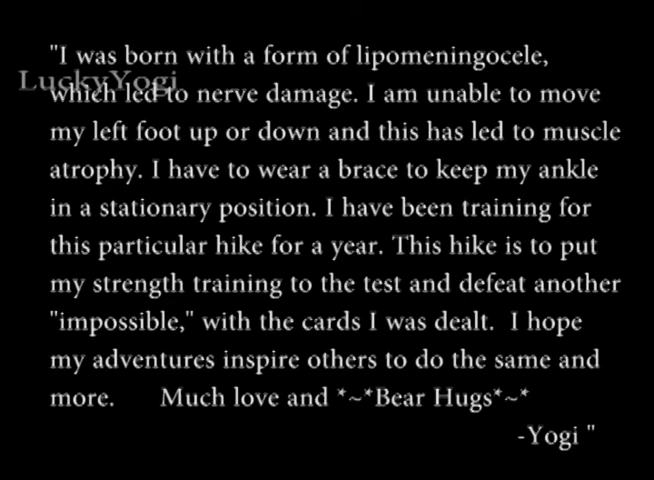 "I was born with a form of lipomeningocele,
LuckyYogi
which led to nerve damage. I am unable to move
my left foot up or down and this has led to muscle
atrophy. I have to wear a brace to keep my ankle
in a stationary position. I have been training for
this particular hike for a year. This hike is to put
my strength training to the test and defeat another
"impossible," with the cards I was dealt.  I hope
my adventures inspire others to do the same and
more.     Much love and *~*Bear Hugs*~*
-Yogi "